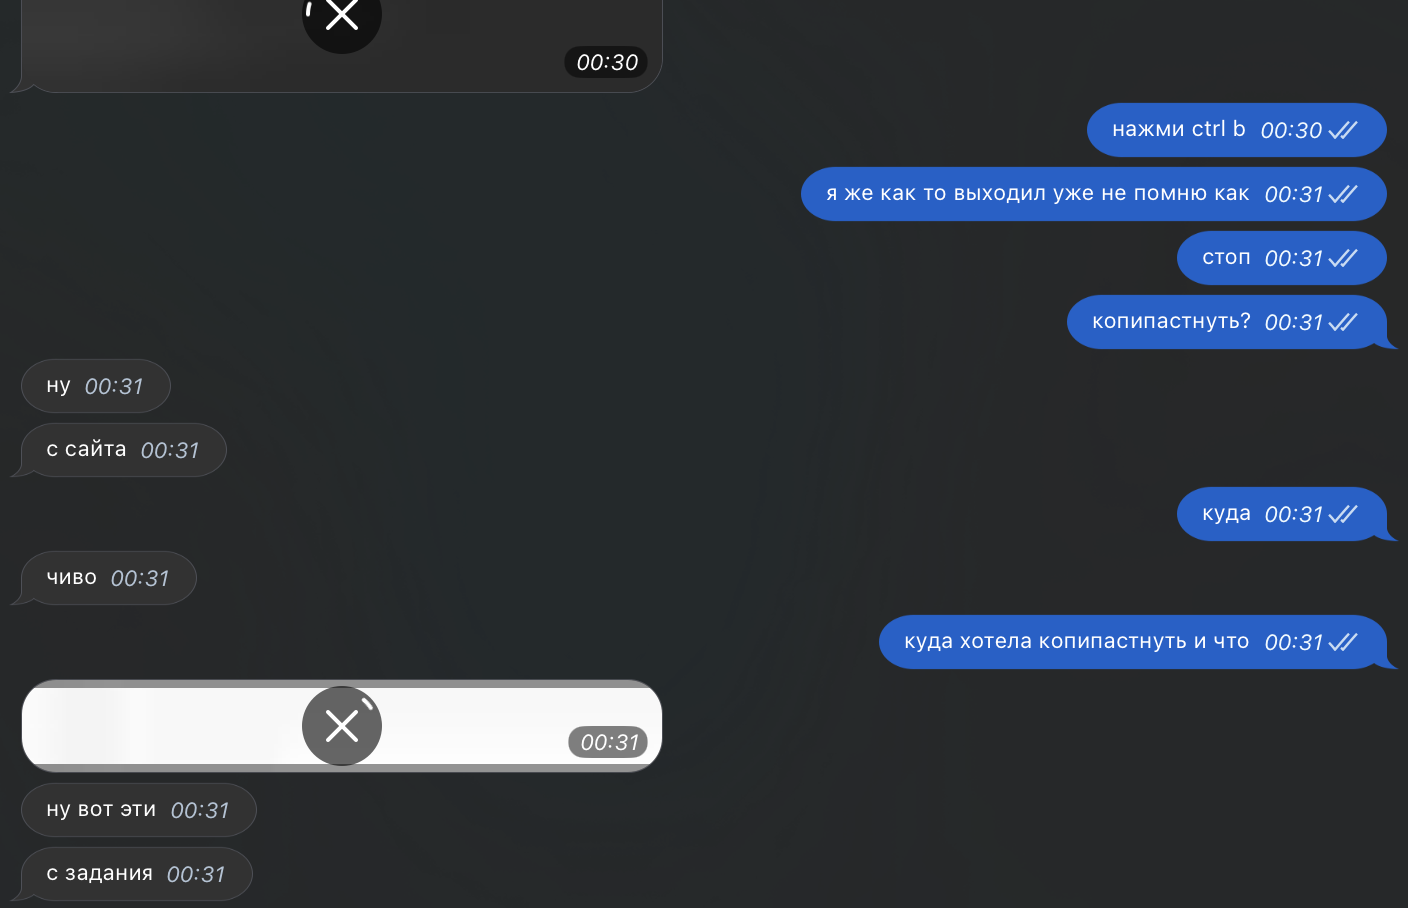 00:30
нажми ctrl b 00:30
я же как то выходил уже не помню как 00:31
стоп 00:31
копипастнуть? 00:31
ну 00:31
с сайта 00:31
куда 00:31
чиво 00:31
куда хотела копипастнуть и что 00:31
00:31
ну вот эти 00:31
с задания 00:31